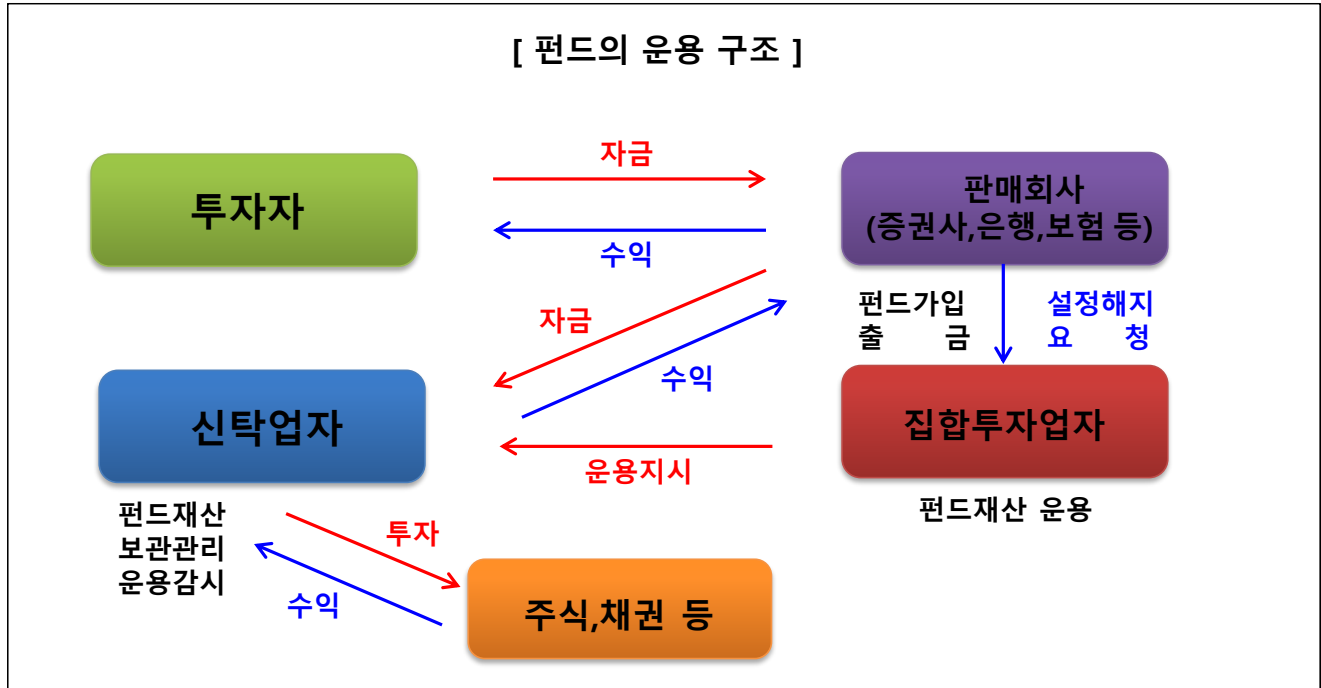 [ 펀드의 운용 구조 ]
자금
투자자
판매회사
(증권사,은행,보험 등)
수익
펀드가입
출 금
설정해지
요 청
자금
수익
신탁업자
집합투자업자
운용지시
펀드재산 운용
펀드재산
보관관리
운용감시
투자
수익
주식,채권 등